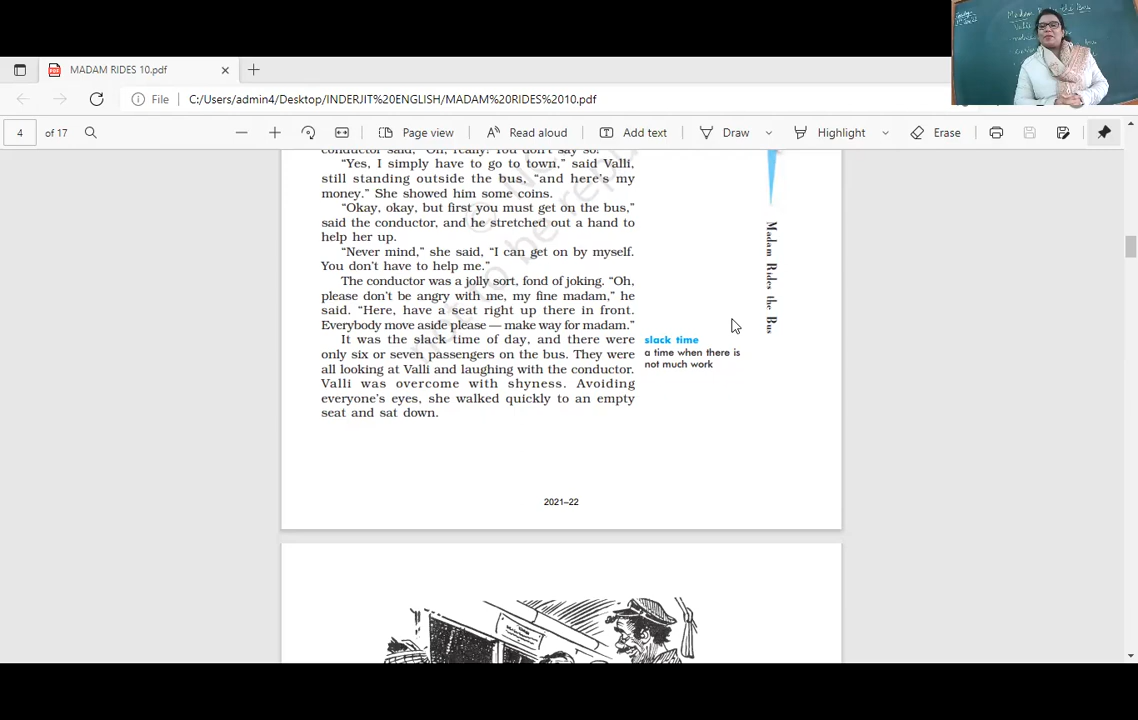 MADAM RIDES 10.pdf
File
C:/Users/admin4/Desktop/INDERJIT%20ENGLISH/MADAM%20RIDES%2010.pdf
4 of 17
Page view
Read aloud
Add text
Draw
Highlight
Erase
conductor said, “Oh, really! You don't say so!”
“Yes, I simply have to go to town,” said Valli,
still standing outside the bus, “and here's my
money.” She showed him some coins.
“Okay, okay, but first you must get on the bus,”
said the conductor, and he stretched out a hand to
help her up.
“Never mind,” she said, “I can get on by myself.
You don't have to help me.”
The conductor was a jolly sort, fond of joking. “Oh,
please don't be angry with me, my fine madam,” he
said. “Here, have a seat right up there in front.
Everybody move aside please — make way for madam.”
It was the slack time of day, and there were
only six or seven passengers on the bus. They were
all looking at Valli and laughing with the conductor.
Valli was overcome with shyness. Avoiding
everyone's eyes, she walked quickly to an empty
seat and sat down.
slack time
a time when there is
not much work
Madam Rides the Bus
2021–22